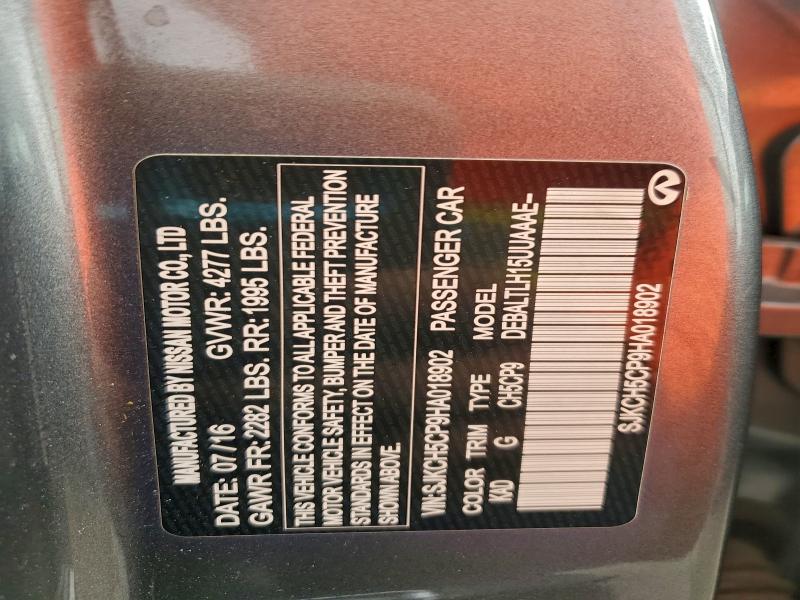 MANUFACTURED BY NISSAN MOTOR CO., LTD
DATE: 07/16 GVWR: 4277 LBS.
GAWR FR: 2282 LBS. RR: 1995 LBS.
THIS VEHICLE CONFORMS TO ALL APPLICABLE FEDERAL
MOTOR VEHICLE SAFETY, BUMPER AND THEFT PREVENTION
STANDARDS IN EFFECT ON THE DATE OF MANUFACTURE
SHOWN ABOVE.
VIN:SJKCH5CP9HA018902 PASSENGER CAR
COLOR TRIM TYPE MODEL
KAD G CH5CP9 DEBALTLH15UUAAAE--
SJKCH5CP9HA018902